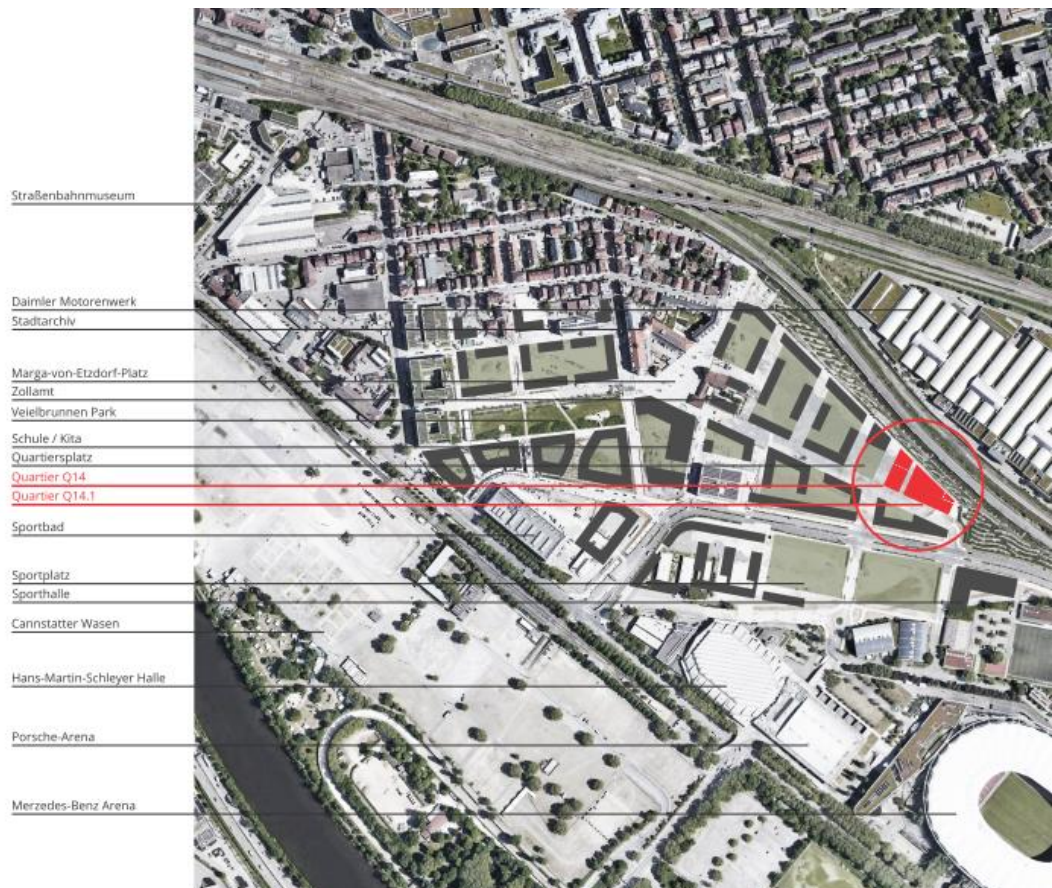 Straßenbahnmuseum
Daimler Motorenwerk
Stadtarchiv
Marga-von-Etzdorf-Platz
Zollamt
Veielbrunnen Park
Schule / Kita
Quartiersplatz
Quartier Q14
Quartier Q14.1
Sportbad
Sportplatz
Sporthalle
Cannstatter Wasen
Hans-Martin-Schleyer Halle
Porsche-Arena
Merzedes-Benz Arena